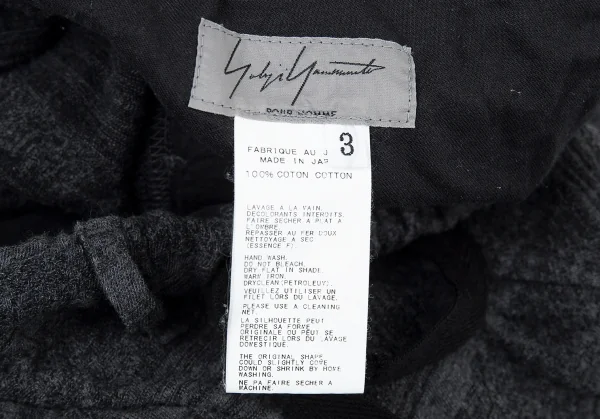 Yohji Yamamoto
POUR HOMME
3
FABRIQUE AU J
MADE IN JAP
100% COTON COTTON
LAVAGE A LA VAIN.
DECOLORANTS INTERDITS.
FAIRE SECHER A PLAT A
L'OMBRE.
REPASSER AU FER DOUX
NETTOYAGE A SEC
(ESSENCE F)
HAND WASH.
DO NOT BLEACH.
DRY FLAT IN SHADE.
WARM IRON.
DRYCLEAN(PETROLEUM).
VEUILLEZ UTILISER UN
FILET LORS DU LAVAGE.
PLEASE USE A CLEANING
NET.
LA SILHOUETTE PEUT
PERDRE SA FORME
ORIGINALE OU PEUT SE
RETRECIR LORS DU LAVAGE
DOMESTIQUE.
THE ORIGINAL SHAPE
COULD SLIGHTLY COME
DOWN OR SHRINK BY HOME
WASHING.
NE PA FAIRE SECHER A
MACHINE.